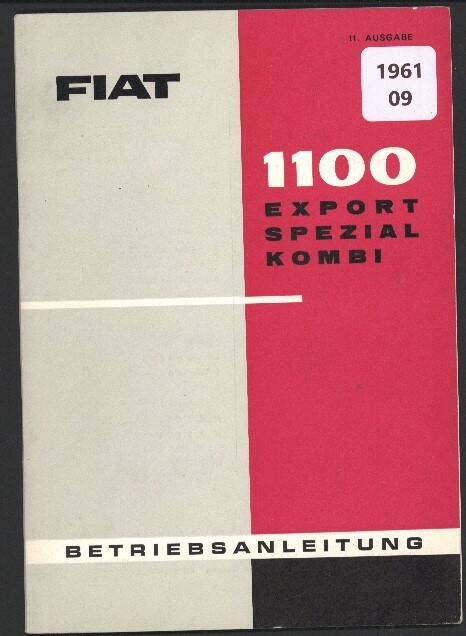 11. AUSGABE
1961
09
FIAT
1100
EXPORT
SPEZIAL
KOMBI
BETRIEBSANLEITUNG